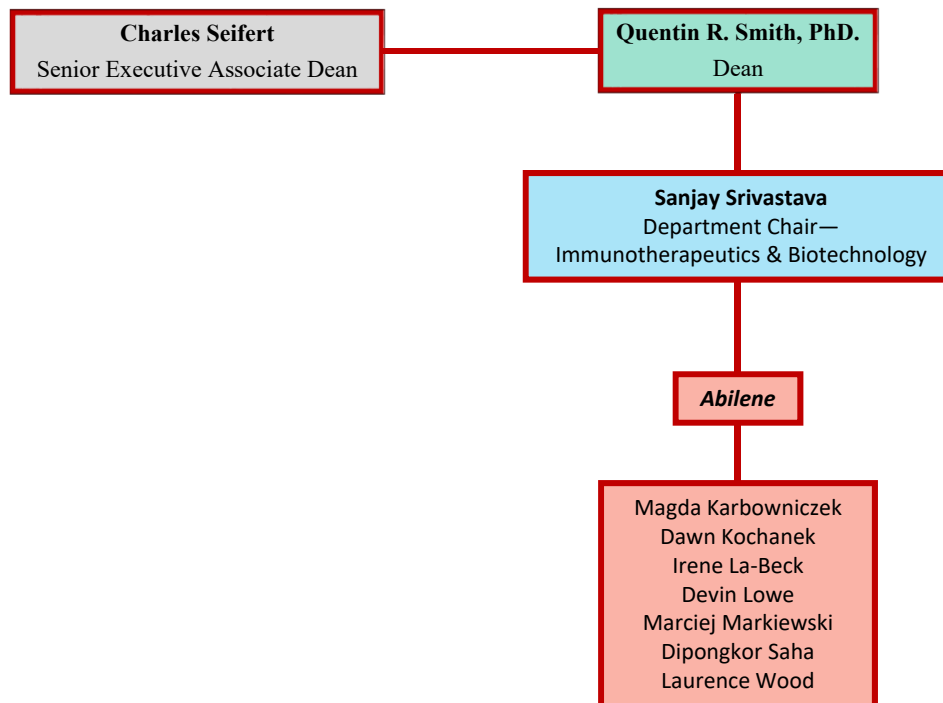 Charles Seifert
Senior Executive Associate Dean
Quentin R. Smith, PhD.
Dean
Sanjay Srivastava
Department Chair—
Immunotherapeutics & Biotechnology
Abilene
Magda Karbowniczek
Dawn Kochanek
Irene La-Beck
Devin Lowe
Marciej Markiewski
Dipongkor Saha
Laurence Wood